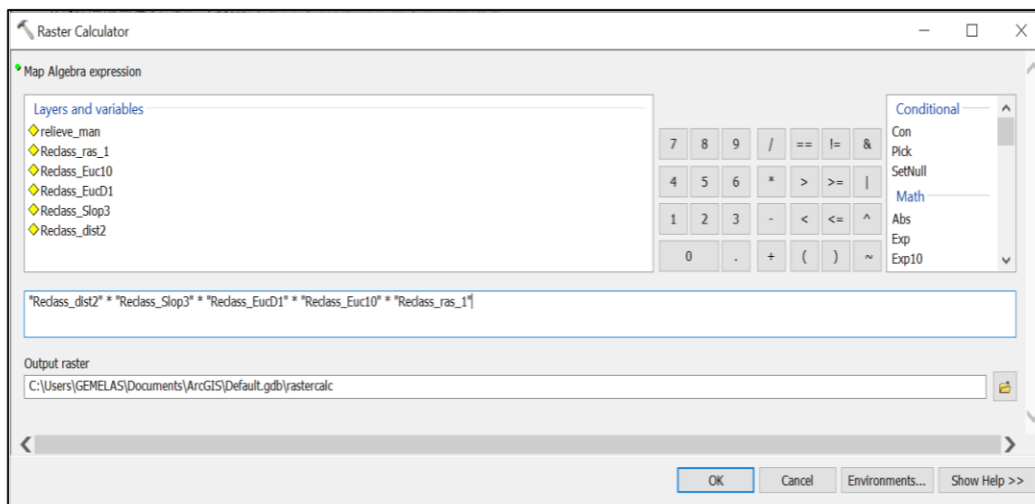 Raster Calculator
Map Algebra expression
Layers and variables
relieve_man
Reclass_ras_1
Reclass_Euc10
Reclass_EucD1
Reclass_Slop3
Reclass_dist2
7 8 9 / == != &
4 5 6 * > >= |
1 2 3 - < <= ^
0 . + ( ) ~
Conditional
Con
Pick
SetNull
Math
Abs
Exp
Exp10
"Reclass_dist2" * "Reclass_Slop3" * "Reclass_EucD1" * "Reclass_Euc10" * "Reclass_ras_1"
Output raster
C:\Users\GEMELAS\Documents\ArcGIS\Default.gdb\rastercalc
OK Cancel Environments... Show Help >>